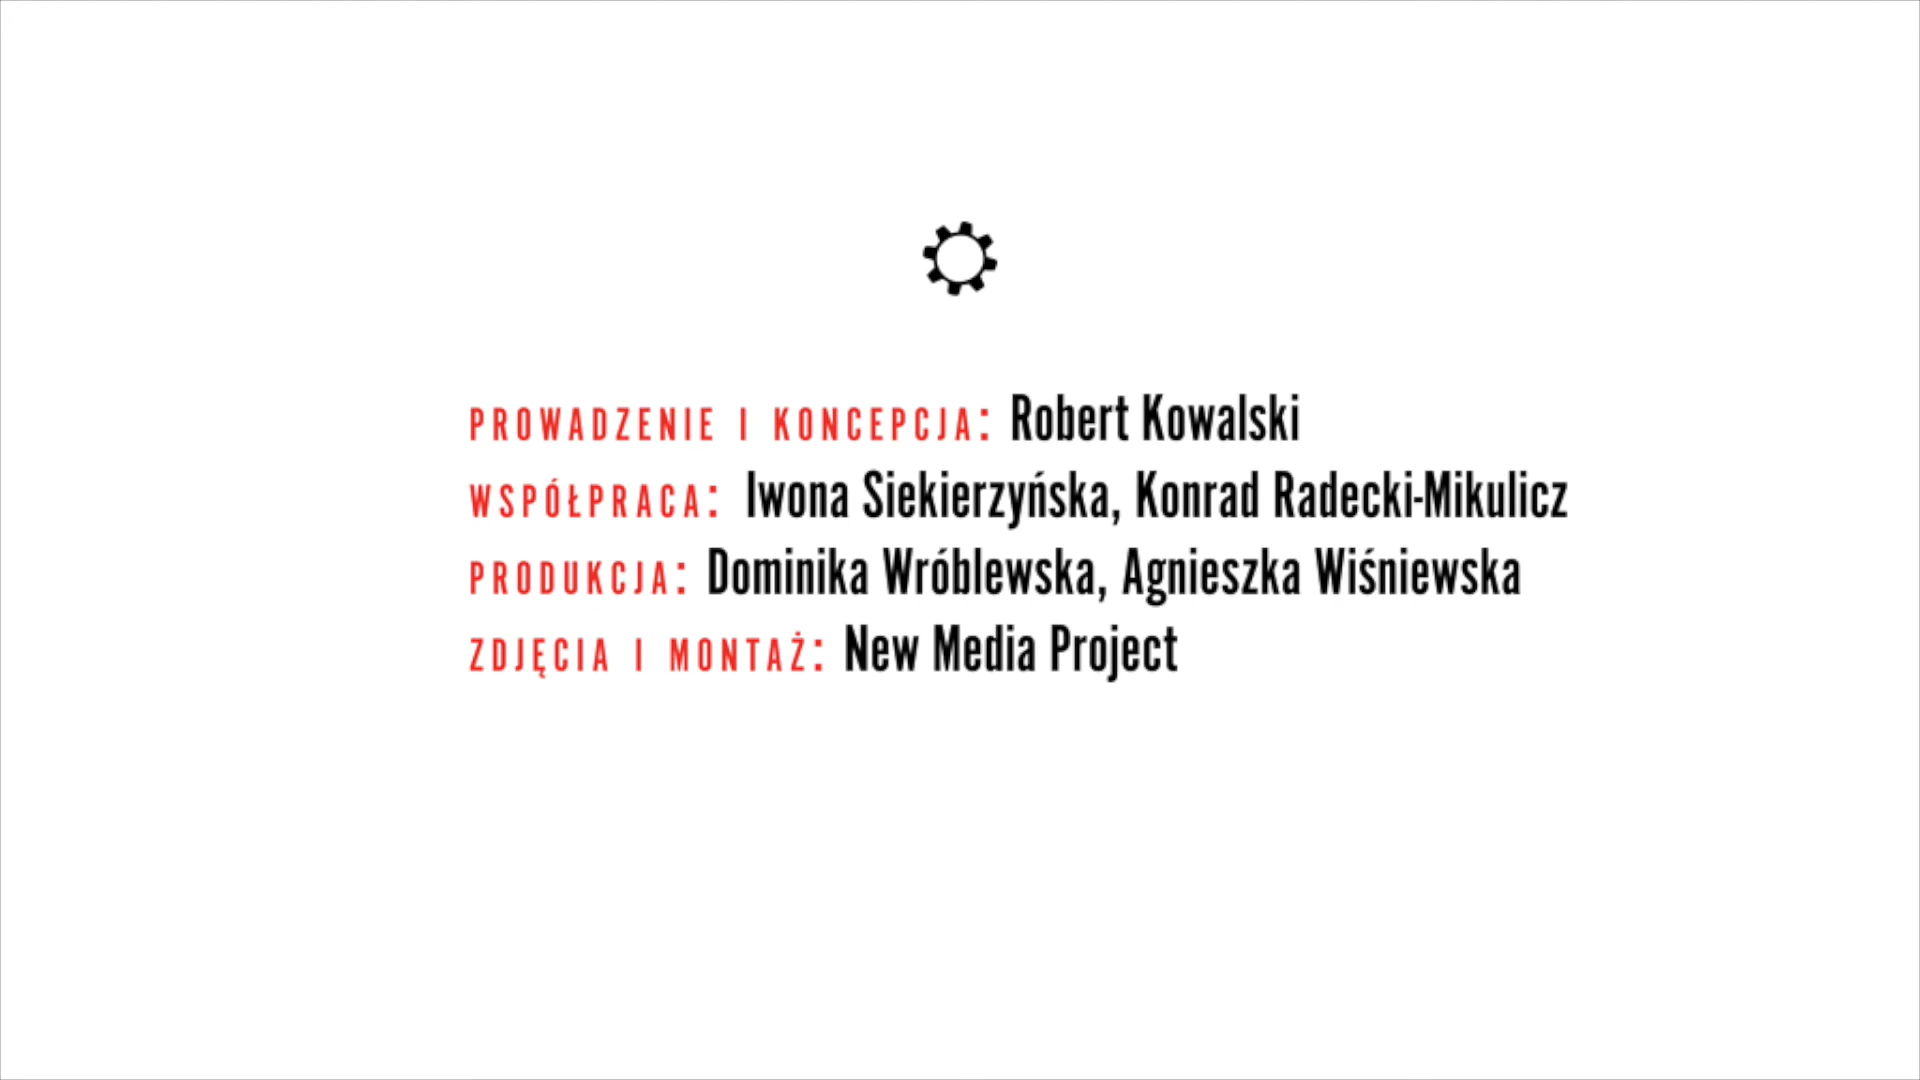 PROWADZENIE I KONCEPCJA: Robert Kowalski
WSPÓŁPRACA: Iwona Siekierzyńska, Konrad Radecki-Mikulicz
PRODUKCJA: Dominika Wróblewska, Agnieszka Wiśniewska
ZDJĘCIA I MONTAŻ: New Media Project